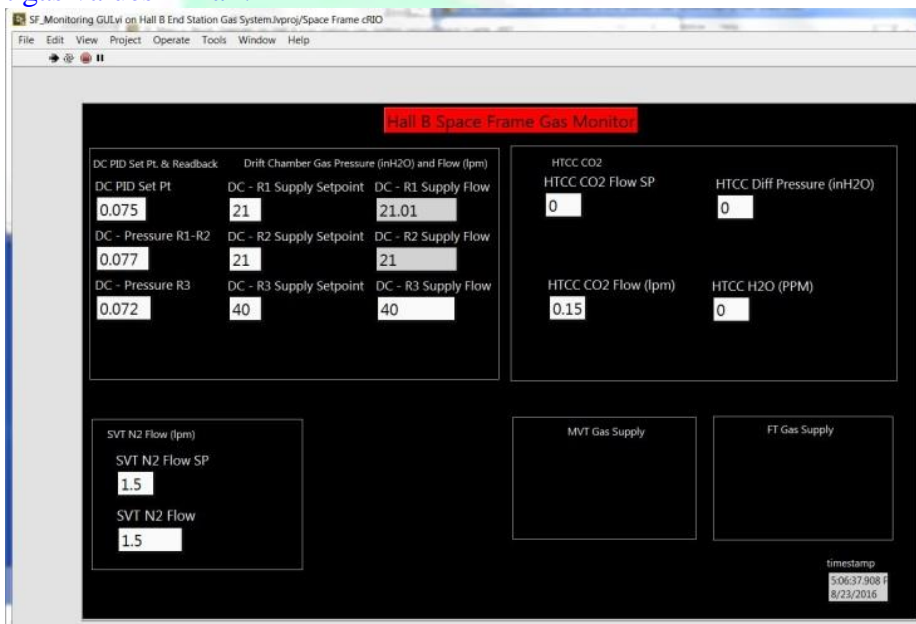 SF_Monitoring GUI.vi on Hall B End Station Gas System.lvproj/Space Frame cRIO
File Edit View Project Operate Tools Window Help
Hall B Space Frame Gas Monitor
DC PID Set Pt. & Readback
Drift Chamber Gas Pressure (inH2O) and Flow (lpm)
DC PID Set Pt
DC - R1 Supply Setpoint
DC - R1 Supply Flow
0.075
21
21.01
DC - Pressure R1-R2
DC - R2 Supply Setpoint
DC - R2 Supply Flow
0.077
21
21
DC - Pressure R3
DC - R3 Supply Setpoint
DC - R3 Supply Flow
0.072
40
40
HTCC CO2
HTCC CO2 Flow SP
HTCC Diff Pressure (inH2O)
0
0
HTCC CO2 Flow (lpm)
HTCC H2O (PPM)
0.15
0
SVT N2 Flow (lpm)
SVT N2 Flow SP
1.5
SVT N2 Flow
1.5
MVT Gas Supply
FT Gas Supply
timestamp
5:06:37.908 P
8/23/2016